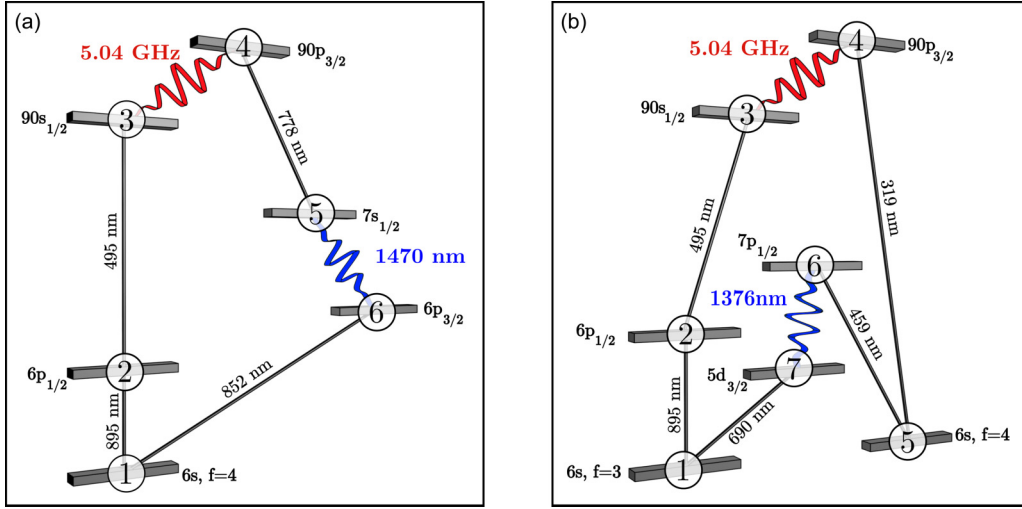 (a)
5.04 GHz
4
90p3/2
90s1/2
3
778 nm
495 nm
5
7s1/2
1470 nm
6
6p3/2
6p1/2
2
852 nm
895 nm
1
6s, f=4
(b)
5.04 GHz
4
90p3/2
90s1/2
3
319 nm
495 nm
7p1/2
6
1376nm
6p1/2
2
459 nm
5d3/2
7
895 nm
690 nm
5
6s, f=4
6s, f=3
1